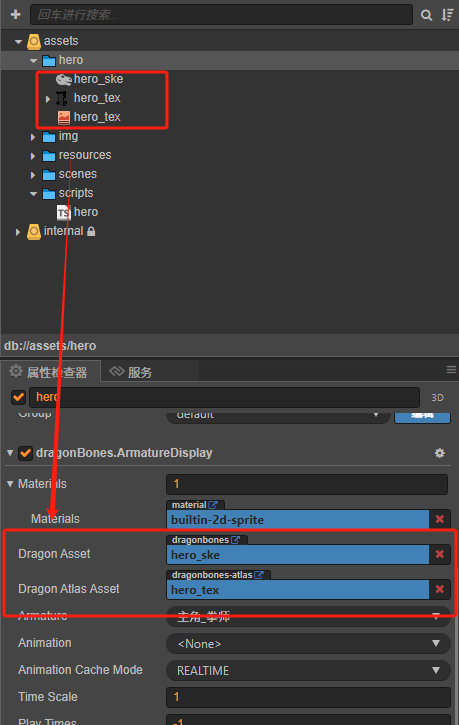 回车进行搜索...
assets
hero
hero_ske
hero_tex
hero_tex
img
resources
scenes
scripts
TS hero
internal
db://assets/hero
属性检查器 服务
hero 3D
Group default 编辑
dragonBones.ArmatureDisplay
Materials 1
material
Materials builtin-2d-sprite
dragonbones
Dragon Asset hero_ske
dragonbones-atlas
Dragon Atlas Asset hero_tex
Armature 主角_拳师
Animation <None>
Animation Cache Mode REALTIME
Time Scale 1
Play Times -1